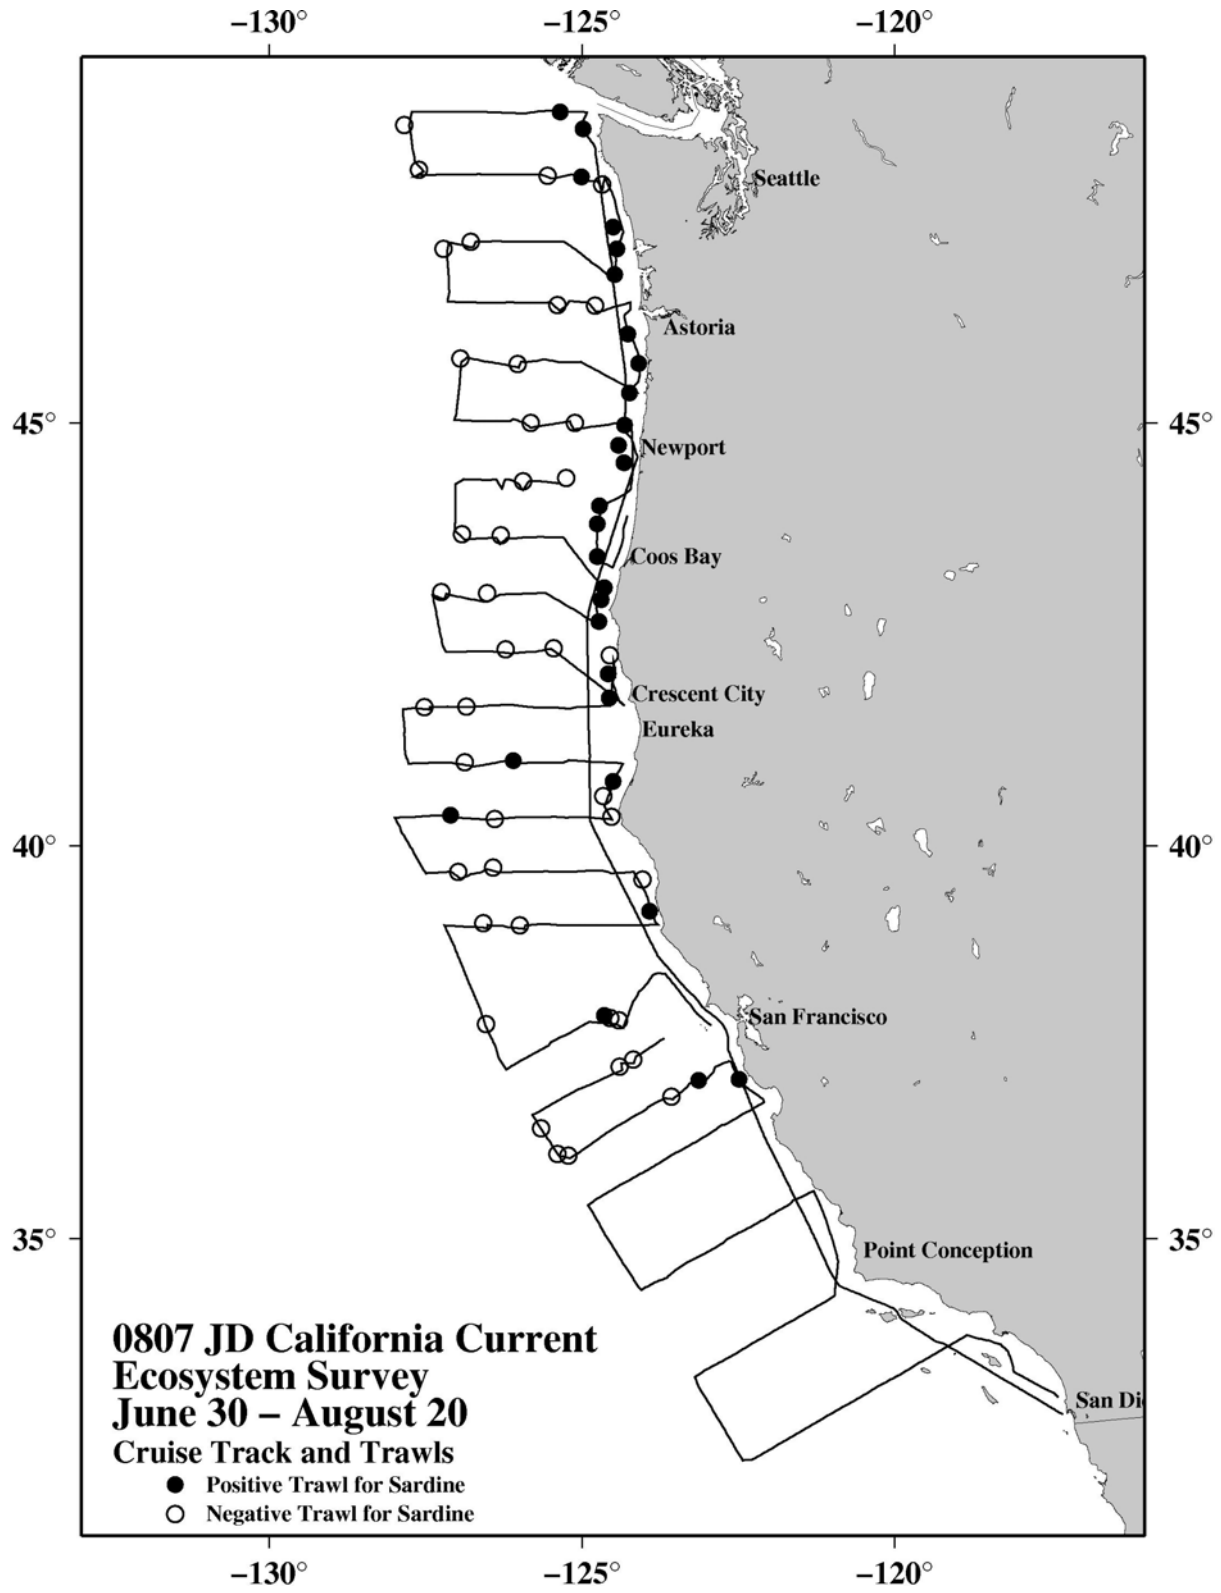 −130° −125° −120°
Seattle
Astoria
45° 45°
Newport
Coos Bay
Crescent City
Eureka
40° 40°
San Francisco
35° 35°
Point Conception
0807 JD California Current
Ecosystem Survey
June 30 − August 20
San Di
Cruise Track and Trawls
Positive Trawl for Sardine
Negative Trawl for Sardine
−130° −125° −120°